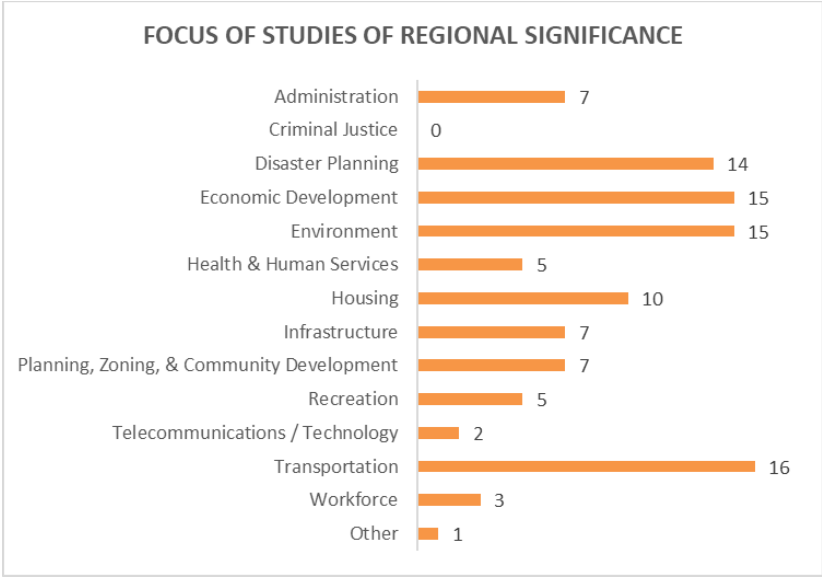 FOCUS OF STUDIES OF REGIONAL SIGNIFICANCE
Administration 7
Criminal Justice 0
Disaster Planning 14
Economic Development 15
Environment 15
Health & Human Services 5
Housing 10
Infrastructure 7
Planning, Zoning, & Community Development 7
Recreation 5
Telecommunications / Technology 2
Transportation 16
Workforce 3
Other 1